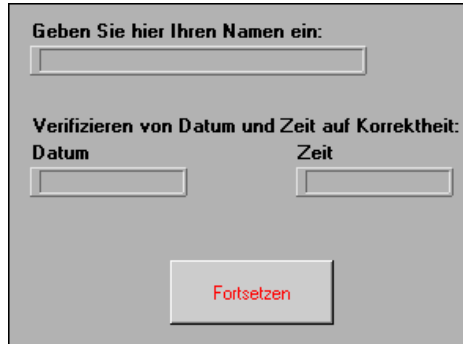 Geben Sie hier Ihren Namen ein:
Verifizieren von Datum und Zeit auf Korrektheit:
Datum Zeit
Fortsetzen